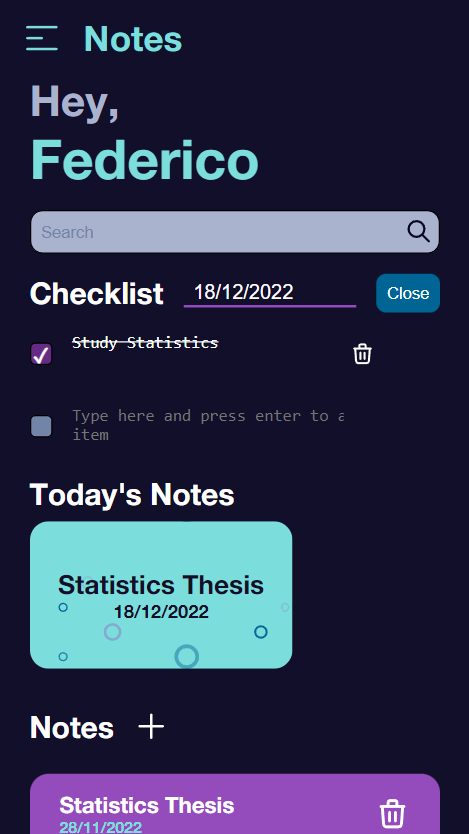 Notes
Hey,
Federico
Search
Checklist 18/12/2022 Close
Study Statistics
Type here and press enter to a
item
Today's Notes
Statistics Thesis
18/12/2022
Notes
Statistics Thesis
28/11/2022